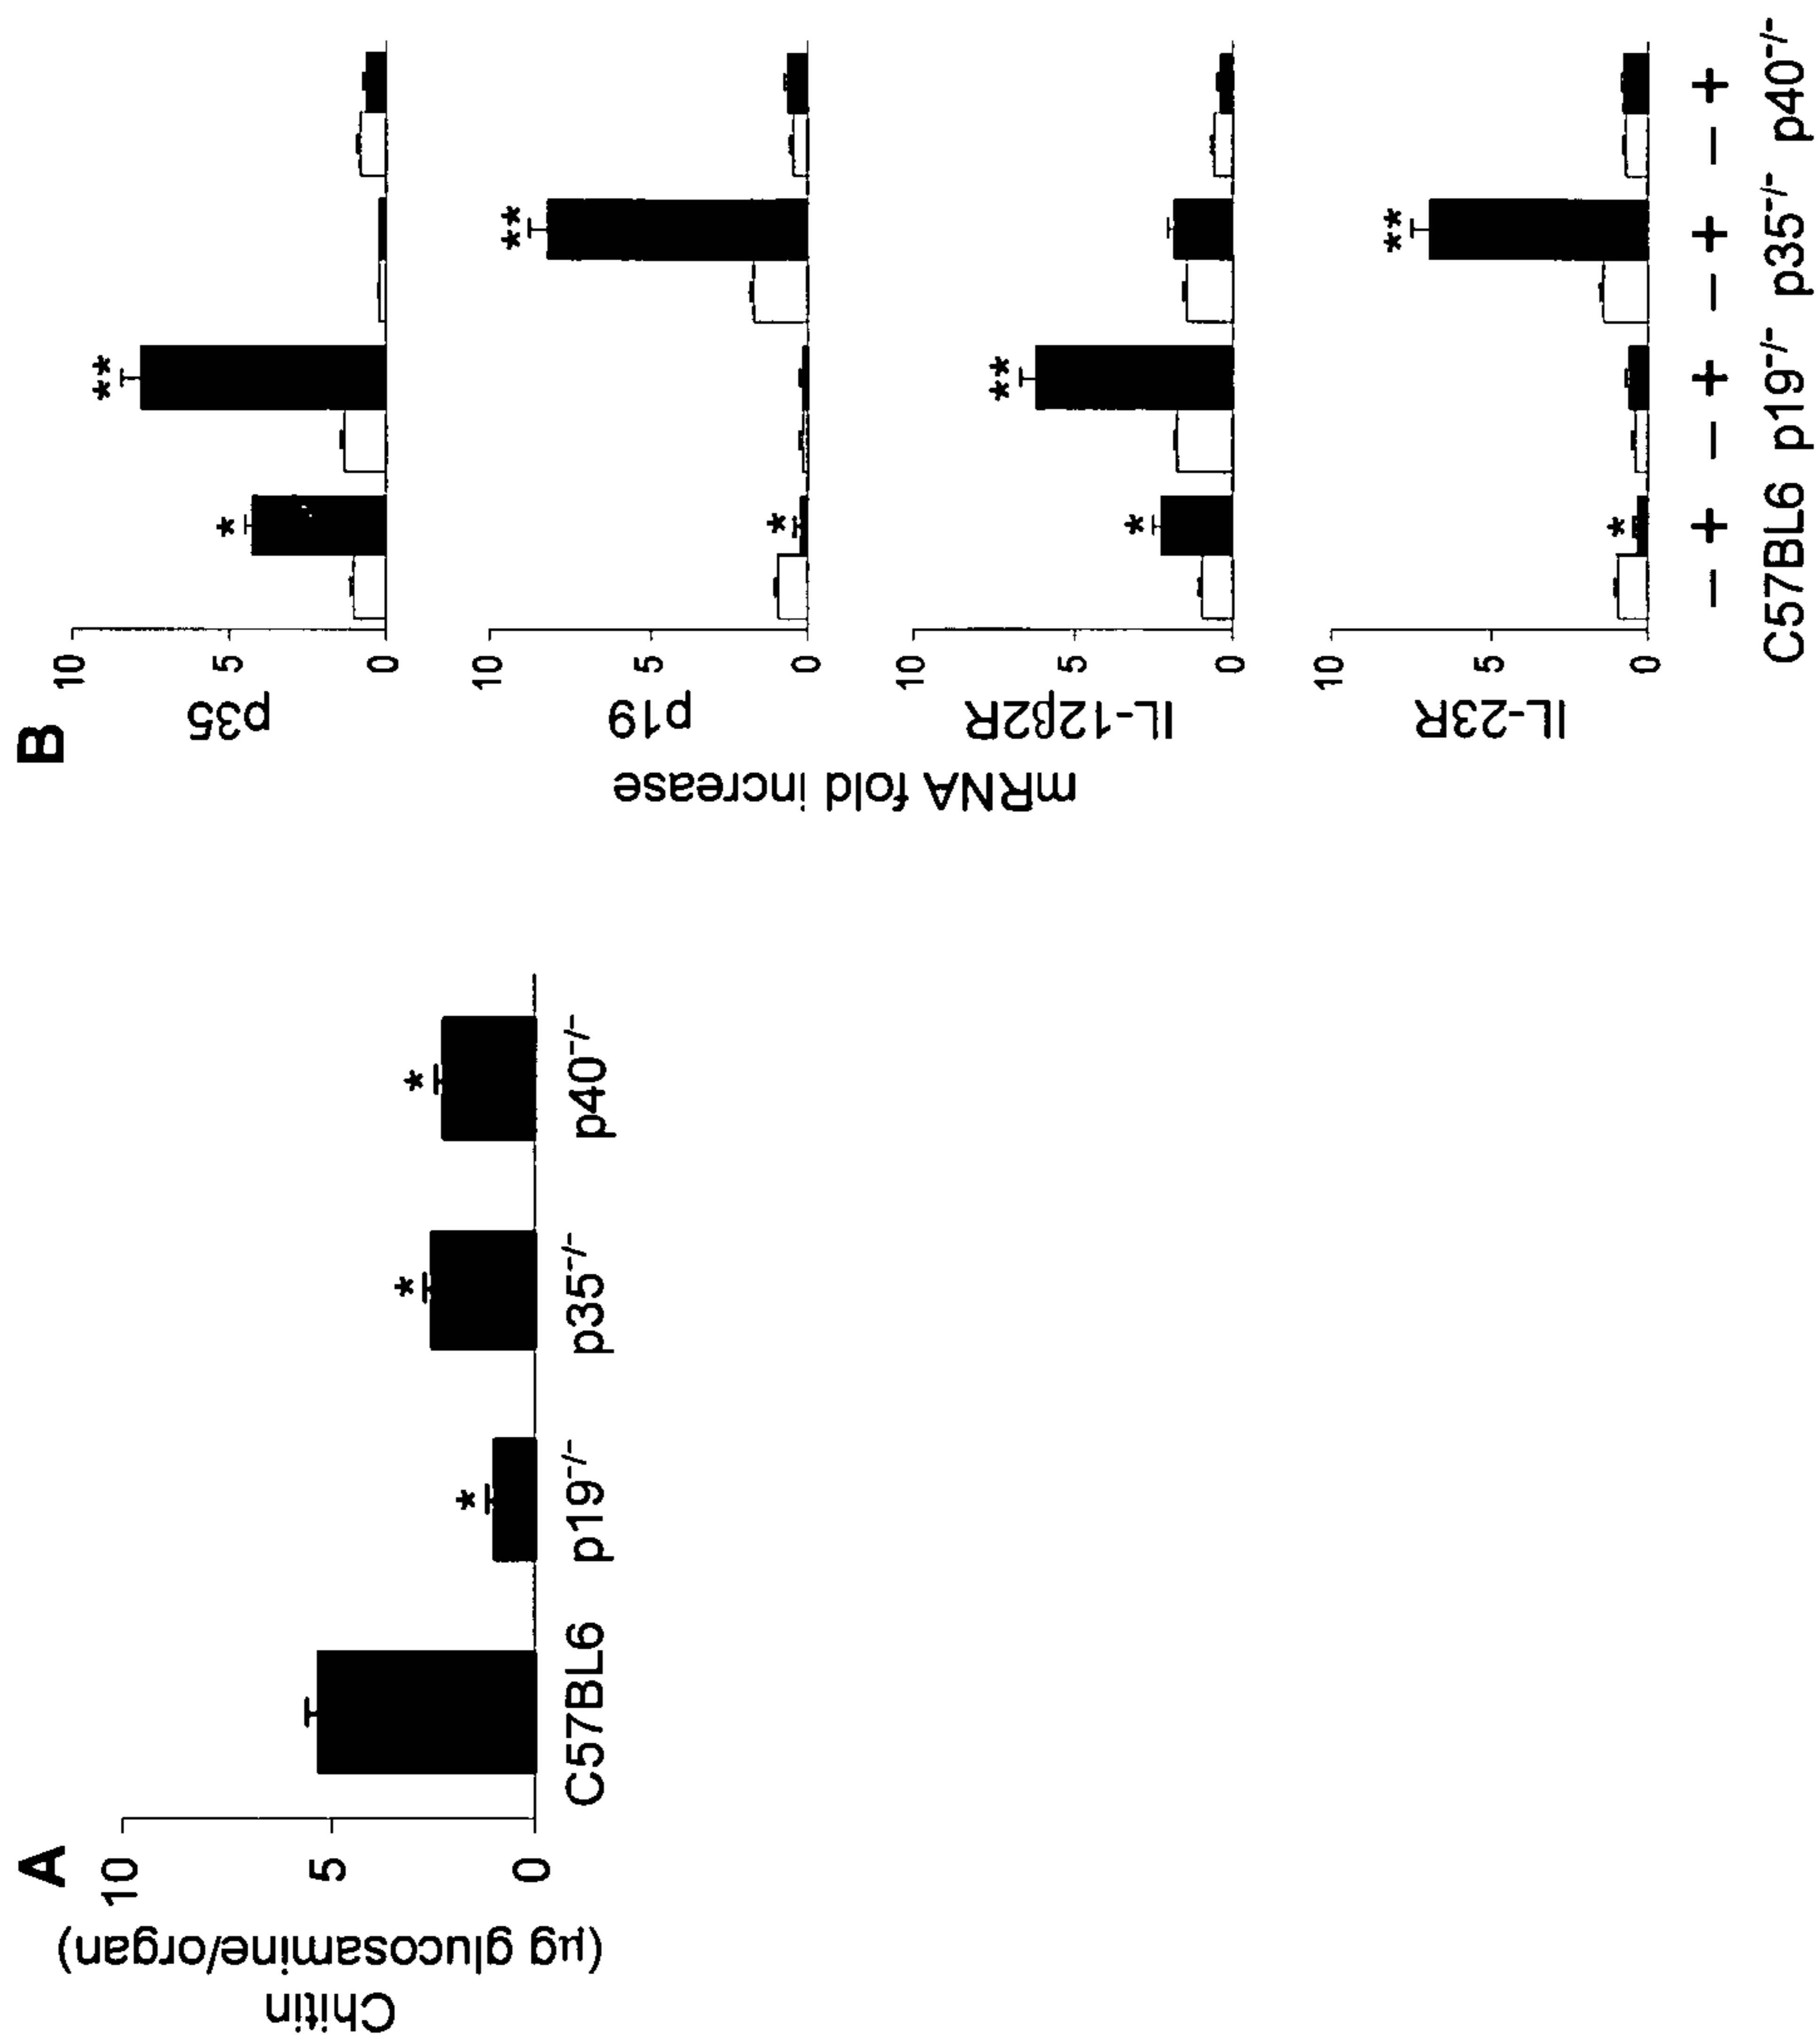 A
Chitin
(µg glucosamine/organ)
10
5
0
*
*
*
C57BL6 p19⁻/⁻ p35⁻/⁻ p40⁻/⁻
B
mRNA fold increase
p35
10
5
0
*
**
p19
10
5
0
*
**
IL-12β2R
10
5
0
*
**
IL-23R
10
5
0
*
**
− + − + − + − +
C57BL6 p19⁻/⁻ p35⁻/⁻ p40⁻/⁻